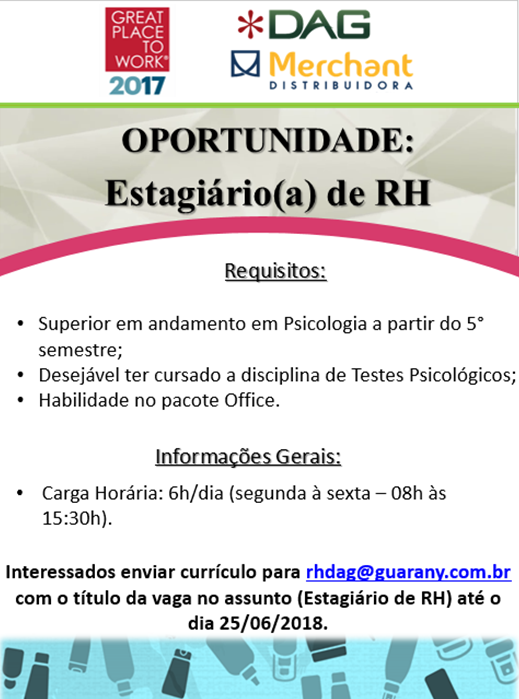 GREAT
PLACE
TO
WORK®
2017
DAG
Merchant
DISTRIBUIDORA
OPORTUNIDADE:
Estagiário(a) de RH
Requisitos:
• Superior em andamento em Psicologia a partir do 5°
semestre;
• Desejável ter cursado a disciplina de Testes Psicológicos;
• Habilidade no pacote Office.
Informações Gerais:
• Carga Horária: 6h/dia (segunda à sexta – 08h às
15:30h).
Interessados enviar currículo para rhdag@guarany.com.br
com o título da vaga no assunto (Estagiário de RH) até o
dia 25/06/2018.